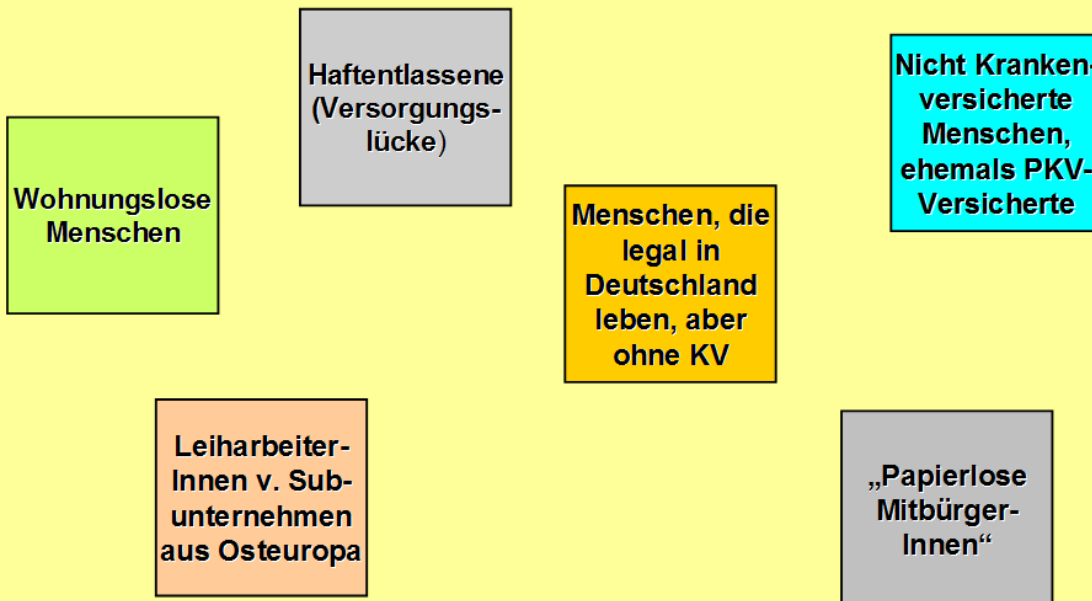 Haftentlassene
(Versorgungs-
lücke)
Nicht Kranken-
versicherte
Menschen,
ehemals PKV-
Versicherte
Wohnungslose
Menschen
Menschen, die
legal in
Deutschland
leben, aber
ohne KV
Leiharbeiter-
Innen v. Sub-
unternehmen
aus Osteuropa
„Papierlose
Mitbürger-
Innen“